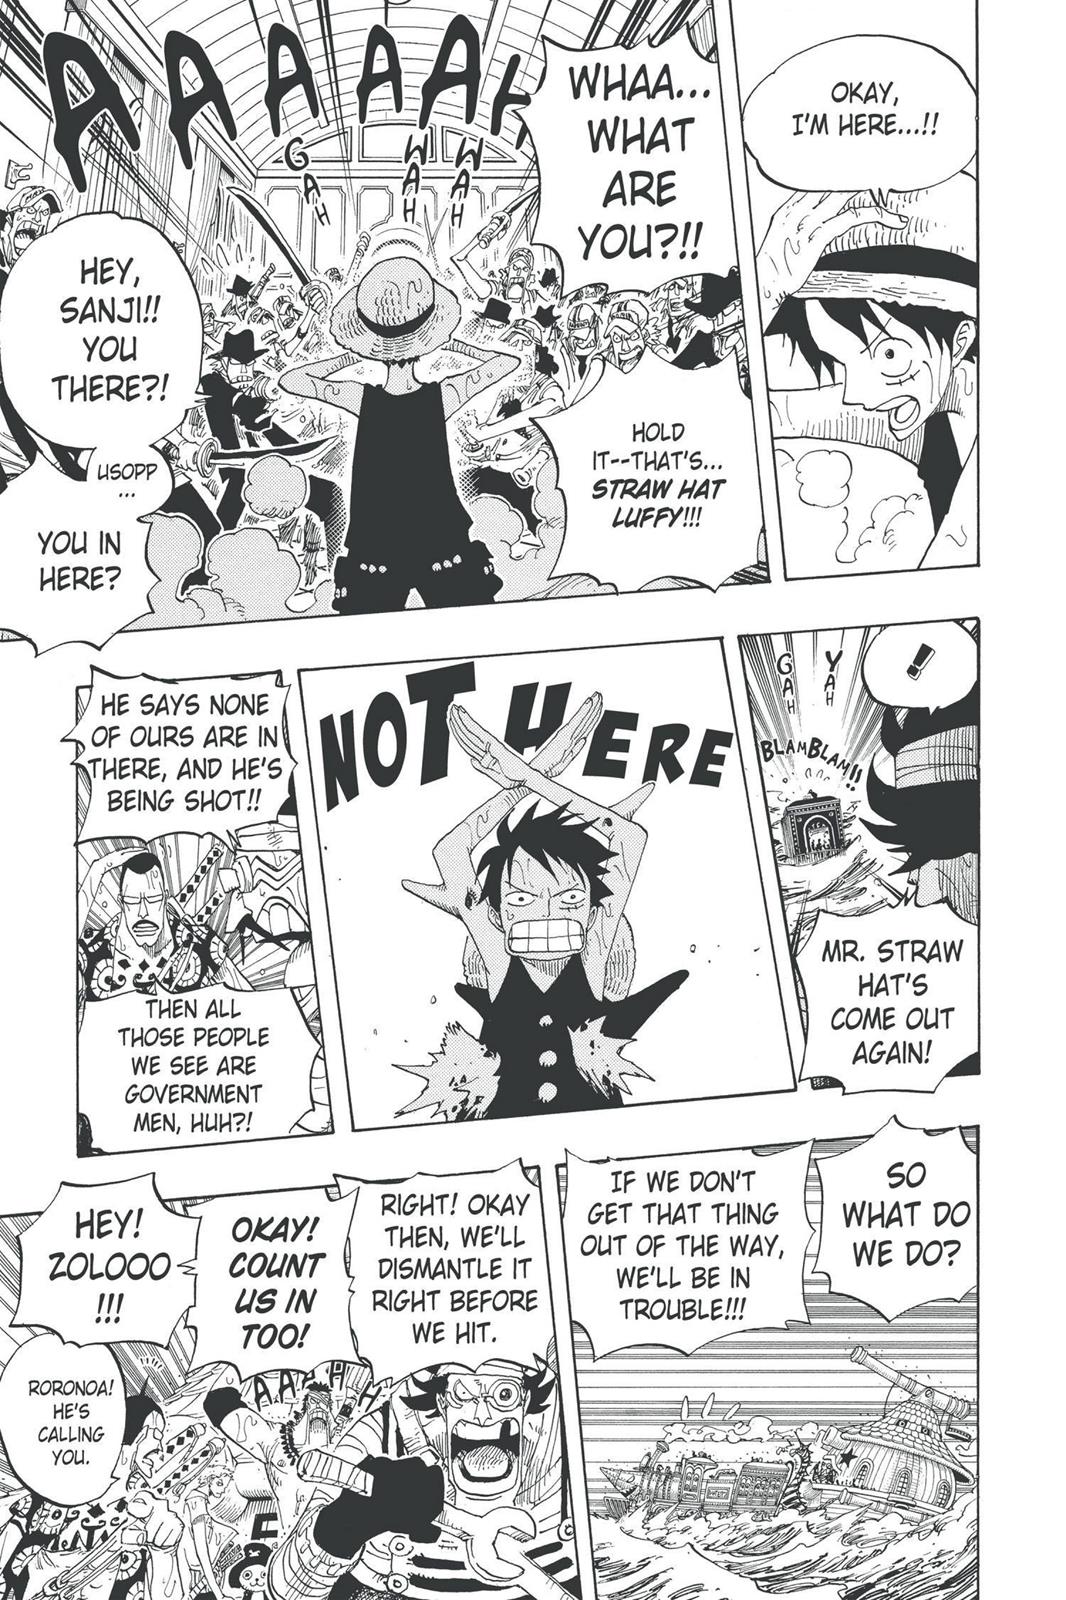 OKAY,
I'M HERE...!!
WHAA...
WHAT
ARE
YOU?!!
HOLD
IT--THAT'S...
STRAW HAT
LUFFY!!!
AAAAAH
WAH
WAH
GAH
HEY,
SANJI!!
YOU
THERE?!
USOPP
...
YOU IN
HERE?
!
YAH
GAH
BLAMBLAM!!
MR. STRAW
HAT'S
COME OUT
AGAIN!
NOT HERE
HE SAYS NONE
OF OURS ARE IN
THERE, AND HE'S
BEING SHOT!!
THEN ALL
THOSE PEOPLE
WE SEE ARE
GOVERNMENT
MEN, HUH?!
SO
WHAT DO
WE DO?
IF WE DON'T
GET THAT THING
OUT OF THE WAY,
WE'LL BE IN
TROUBLE!!!
RIGHT! OKAY
THEN, WE'LL
DISMANTLE IT
RIGHT BEFORE
WE HIT.
OKAY!
COUNT
US IN
TOO!
AAAAHH
HEY!
ZOLOOO
!!!
RORONOA!
HE'S
CALLING
YOU.